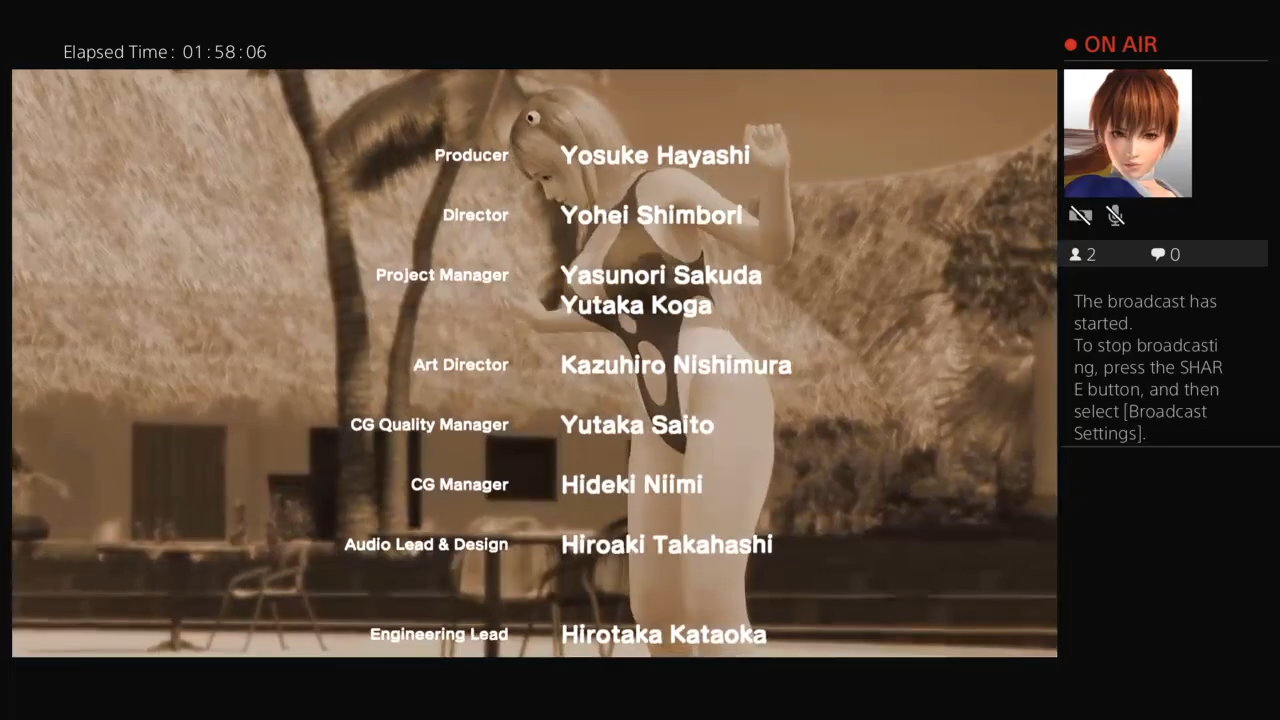 Elapsed Time: 01:58:06
ON AIR
Producer Yosuke Hayashi
Director Yohei Shimbori
Project Manager Yasunori Sakuda
Yutaka Koga
Art Director Kazuhiro Nishimura
CG Quality Manager Yutaka Saito
CG Manager Hideki Niimi
Audio Lead & Design Hiroaki Takahashi
Engineering Lead Hirotaka Kataoka
2 0
The broadcast has
started.
To stop broadcasti
ng, press the SHAR
E button, and then
select [Broadcast
Settings].